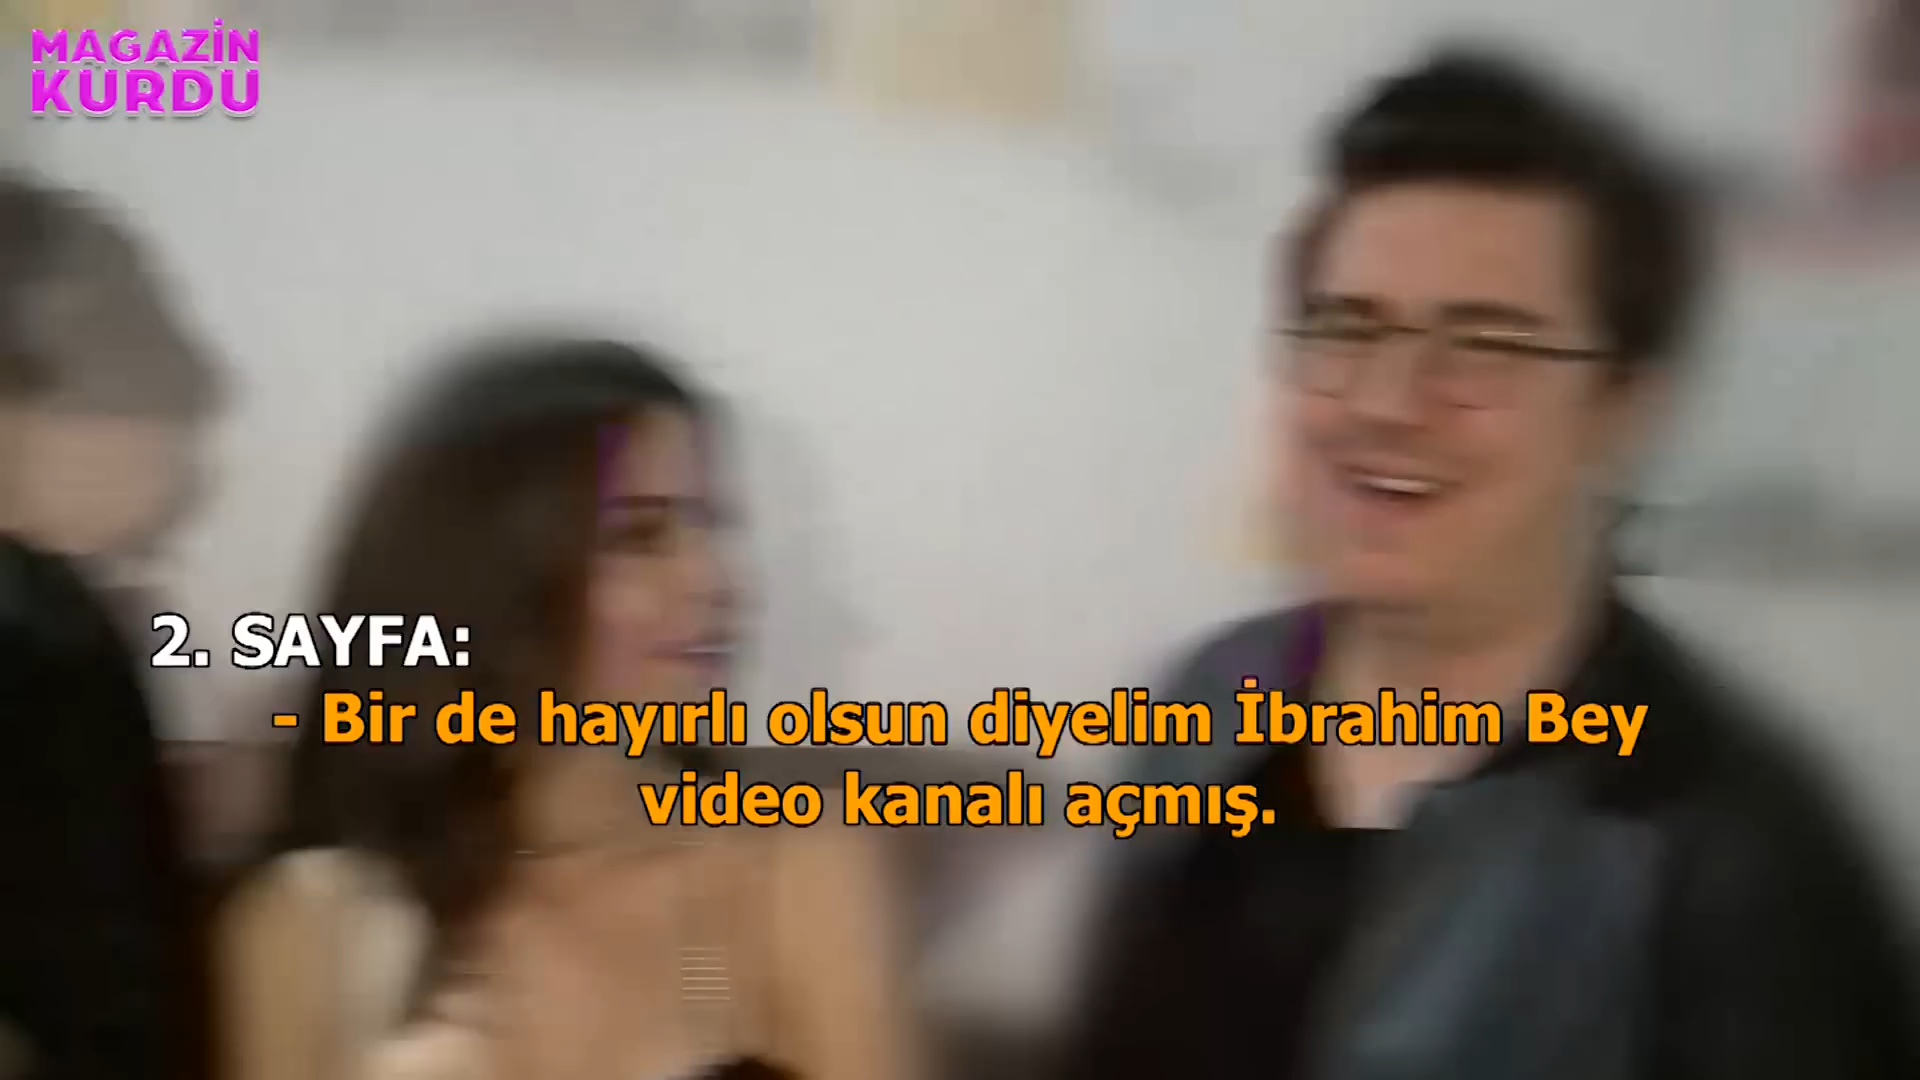 MAGAZİN
KURDU
2. SAYFA:
- Bir de hayırlı olsun diyelim İbrahim Bey
video kanalı açmış.